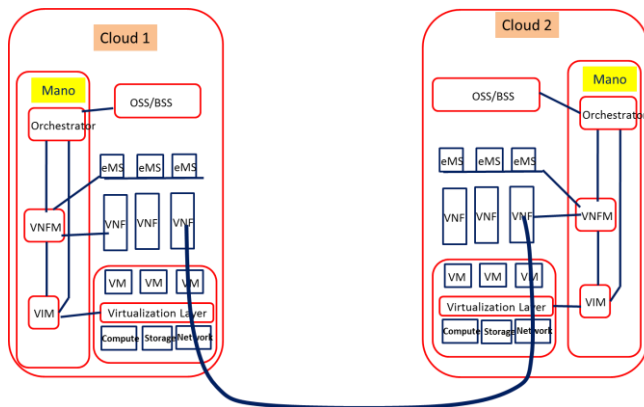 Cloud 1
Mano
OSS/BSS
Orchestrator
eMS eMS eMS
VNF VNF VNF
VNFM
VM VM VM
Virtualization Layer
VIM
Compute Storage Network
Cloud 2
Mano
OSS/BSS
Orchestrator
eMS eMS eMS
VNF VNF VNF
VNFM
VM VM VM
Virtualization Layer
VIM
Compute Storage Network